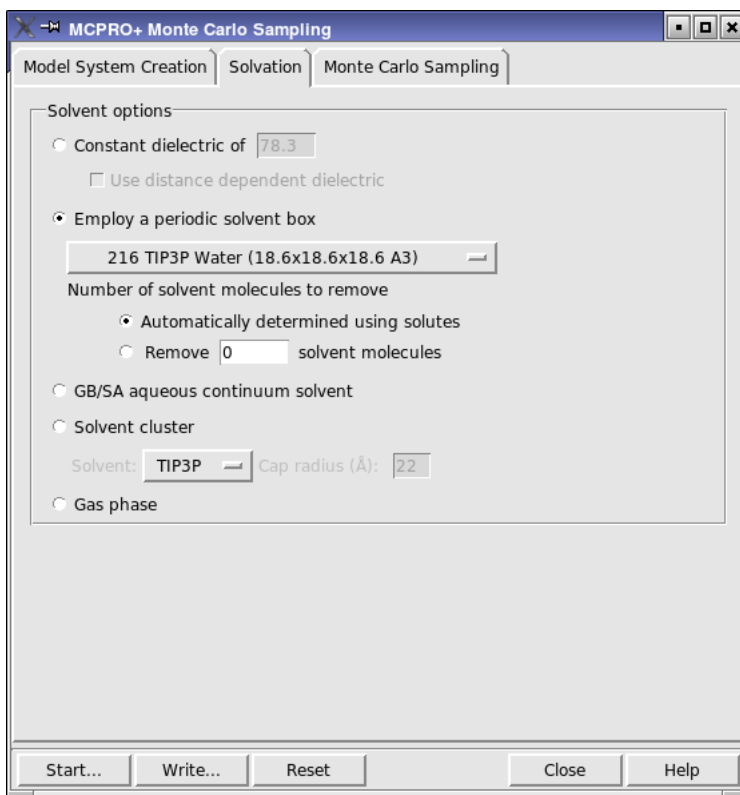 MCPRO+ Monte Carlo Sampling
Model System Creation Solvation Monte Carlo Sampling
Solvent options
Constant dielectric of 78.3
Use distance dependent dielectric
Employ a periodic solvent box
216 TIP3P Water (18.6x18.6x18.6 A3)
Number of solvent molecules to remove
Automatically determined using solutes
Remove 0 solvent molecules
GB/SA aqueous continuum solvent
Solvent cluster
Solvent: TIP3P Cap radius (Å): 22
Gas phase
Start... Write... Reset Close Help